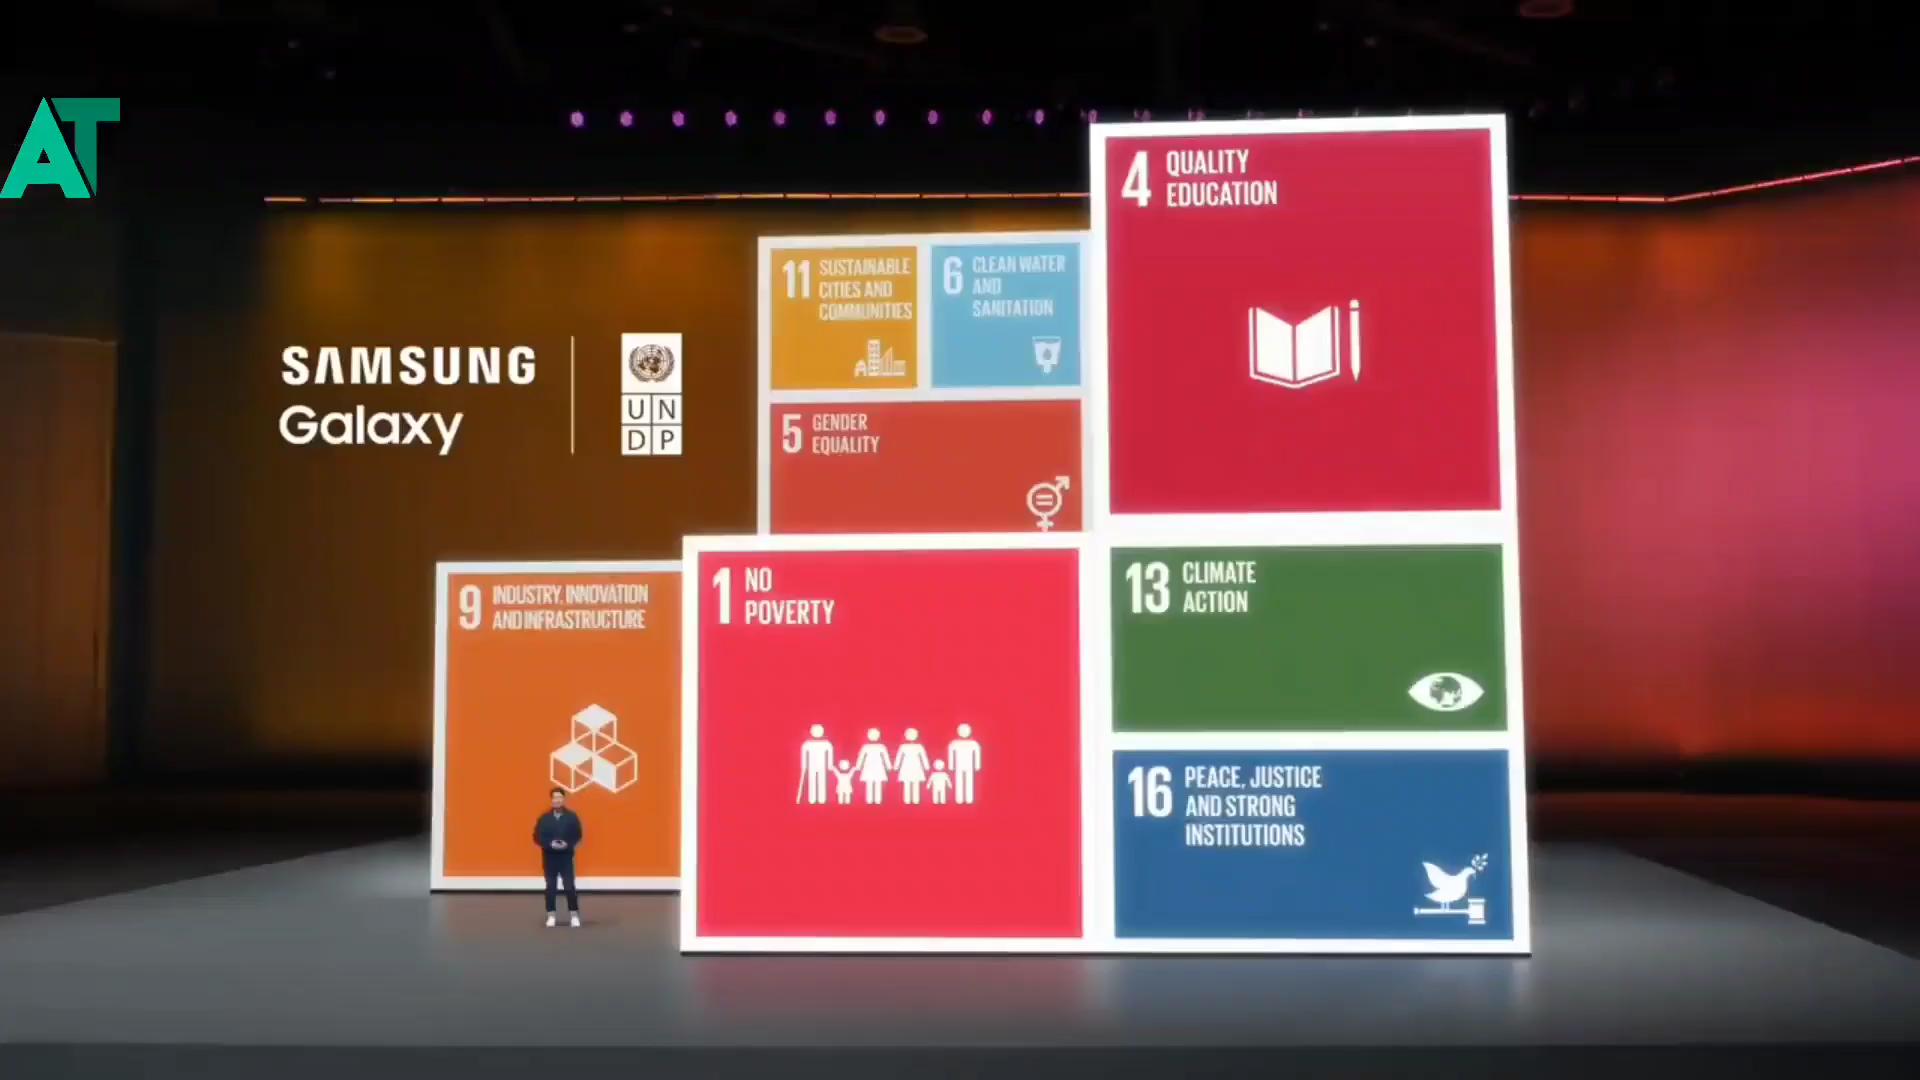 AT
SAMSUNG
Galaxy
U N
D P
11 SUSTAINABLE
CITIES AND
COMMUNITIES
6 CLEAN WATER
AND
SANITATION
5 GENDER
EQUALITY
4 QUALITY
EDUCATION
9 INDUSTRY, INNOVATION
AND INFRASTRUCTURE
1 NO
POVERTY
13 CLIMATE
ACTION
16 PEACE, JUSTICE
AND STRONG
INSTITUTIONS